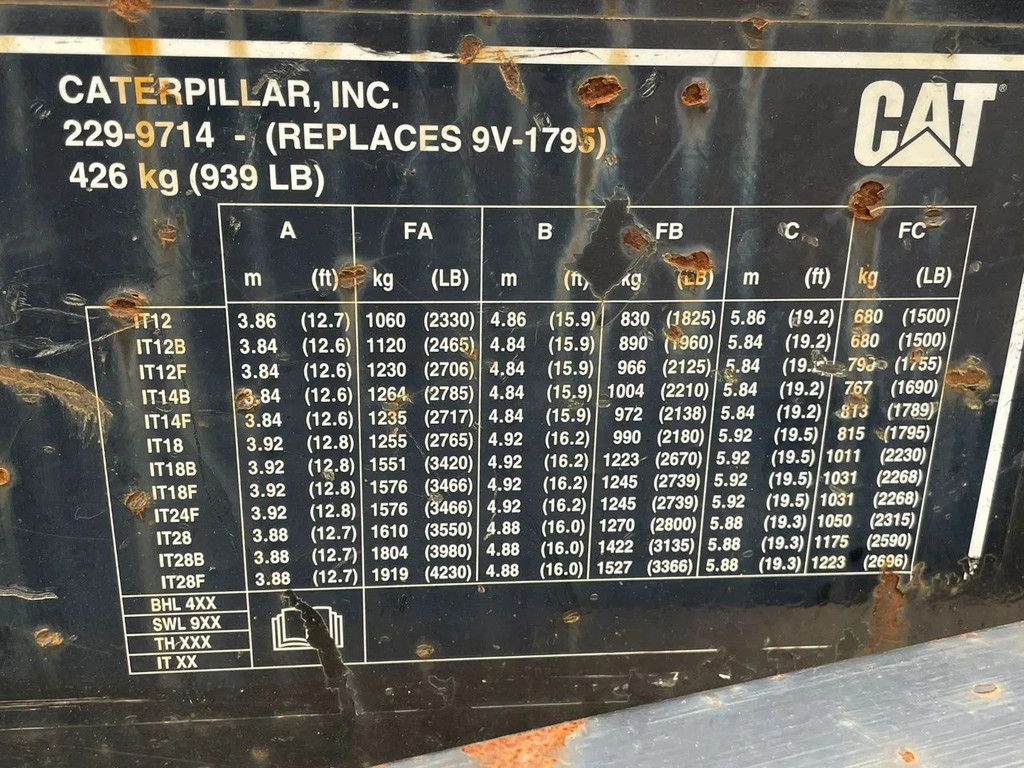 CATERPILLAR, INC.
CAT®
229-9714 - (REPLACES 9V-1795)
426 kg (939 LB)
A FA B FB C FC
m (ft) kg (LB) m (ft) kg (LB) m (ft) kg (LB)
IT12 3.86 (12.7) 1060 (2330) 4.86 (15.9) 830 (1825) 5.86 (19.2) 680 (1500)
IT12B 3.84 (12.6) 1120 (2465) 4.84 (15.9) 890 (1960) 5.84 (19.2) 680 (1500)
IT12F 3.84 (12.6) 1230 (2706) 4.84 (15.9) 966 (2125) 5.84 (1755)
IT14B 3.84 (12.6) 1264 (2785) 4.84 (15.9) 1004 (2210) 5.84 (19.2) 767 (1690)
IT14F 3.84 (12.6) 1235 (2717) 4.84 (15.9) 972 (2138) 5.84 (19.2) 813 (1789)
IT18 3.92 (12.8) 1255 (2765) 4.92 (16.2) 990 (2180) 5.92 (19.5) 815 (1795)
IT18B 3.92 (12.8) 1551 (3420) 4.92 (16.2) 1223 (2670) 5.92 (19.5) 1011 (2230)
IT18F 3.92 (12.8) 1576 (3466) 4.92 (16.2) 1245 (2739) 5.92 (19.5) 1031 (2268)
IT24F 3.92 (12.8) 1576 (3466) 4.92 (16.2) 1245 (2739) 5.92 (19.5) 1031 (2268)
IT28 3.88 (12.7) 1610 (3550) 4.88 (16.0) 1270 (2800) 5.88 (19.3) 1050 (2315)
IT28B 3.88 (12.7) 1804 (3980) 4.88 (16.0) 1422 (3135) 5.88 (19.3) 1175 (2590)
IT28F 3.88 (12.7) 1919 (4230) 4.88 (16.0) 1527 (3366) 5.88 (19.3) 1223 (2696)
BHL 4XX
SWL 9XX
TH-XXX
IT XX